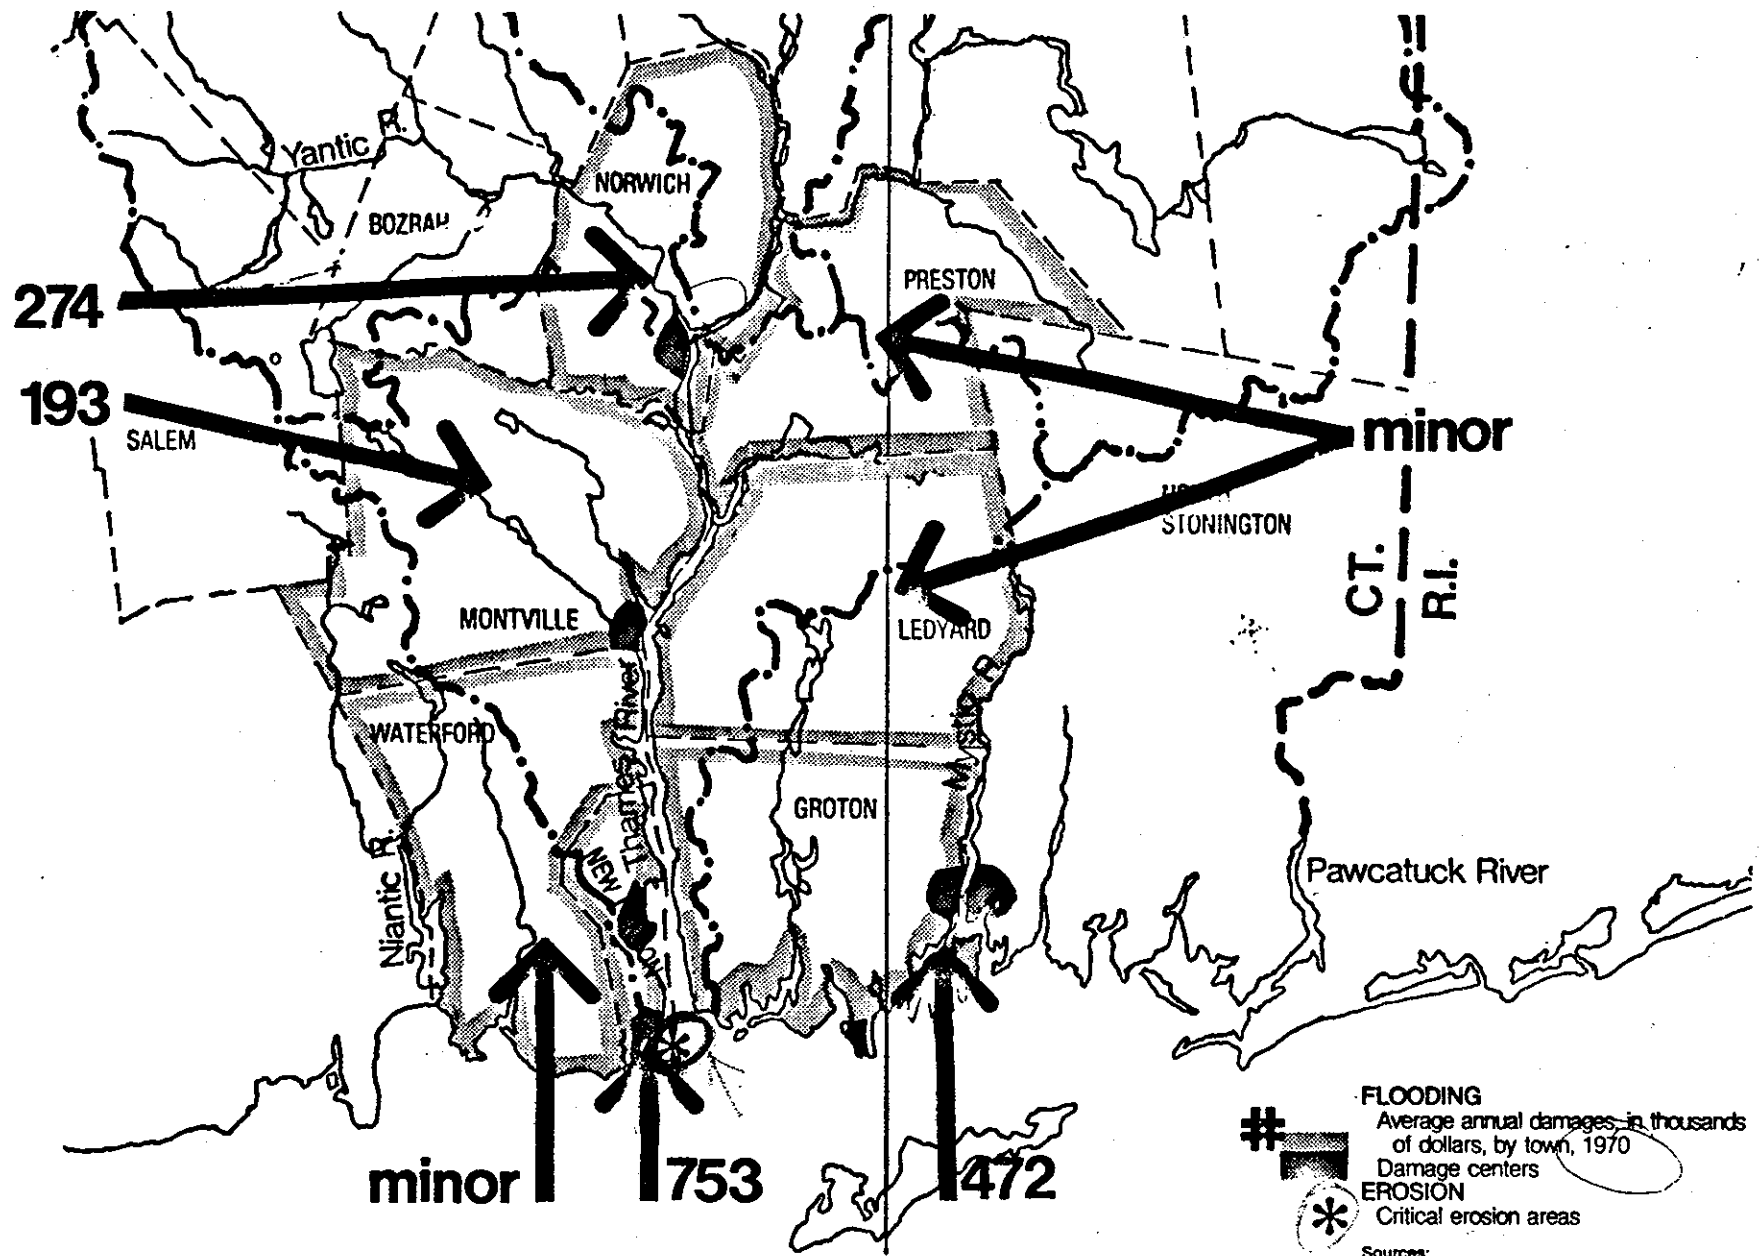 Yantic R.
NORWICH
BOZRAH
274
PRESTON
193
SALEM
minor
STONINGTON
CT.
R.I.
MONTVILLE
LEDYARD
Mystic R.
WATERFORD
Thames River
GROTON
NEW
Niantic R.
Pawcatuck River
minor
753
472
FLOODING
# Average annual damages, in thousands
of dollars, by town, 1970
Damage centers
EROSION
* Critical erosion areas
Sources: